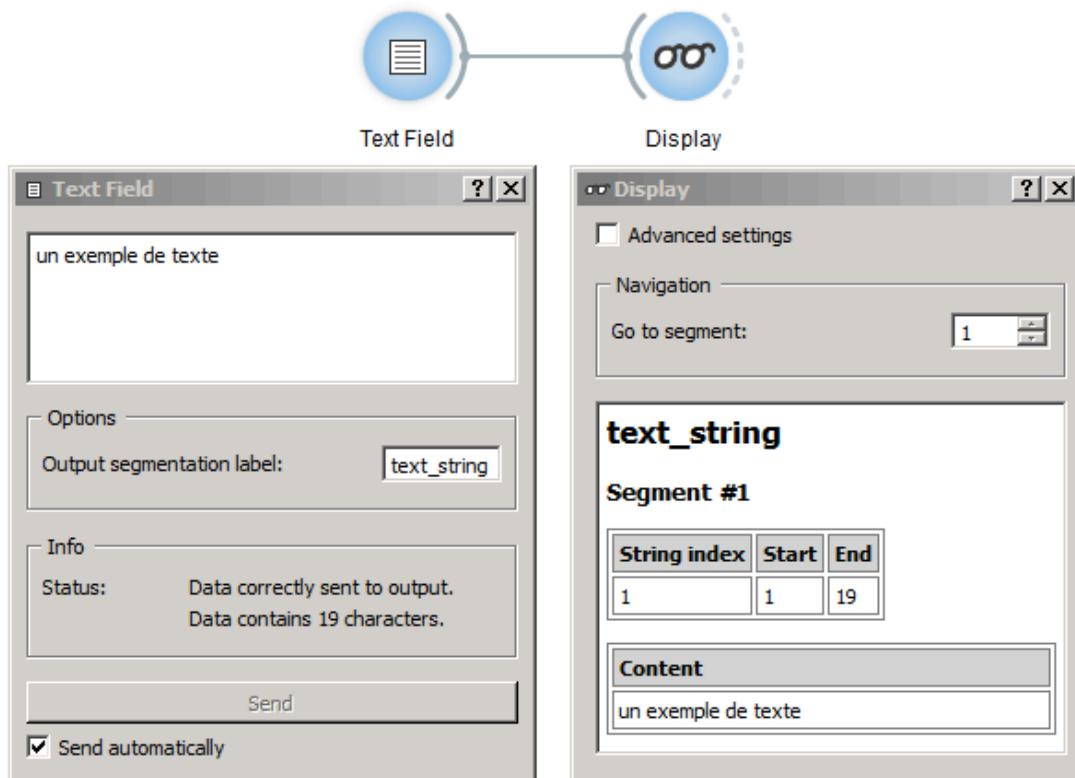 Text Field
Display
Text Field
un exemple de texte
Options
Output segmentation label: text_string
Info
Status: Data correctly sent to output.
Data contains 19 characters.
Send
Send automatically
Display
Advanced settings
Navigation
Go to segment: 1
text_string
Segment #1
String index Start End
1 1 19
Content
un exemple de texte